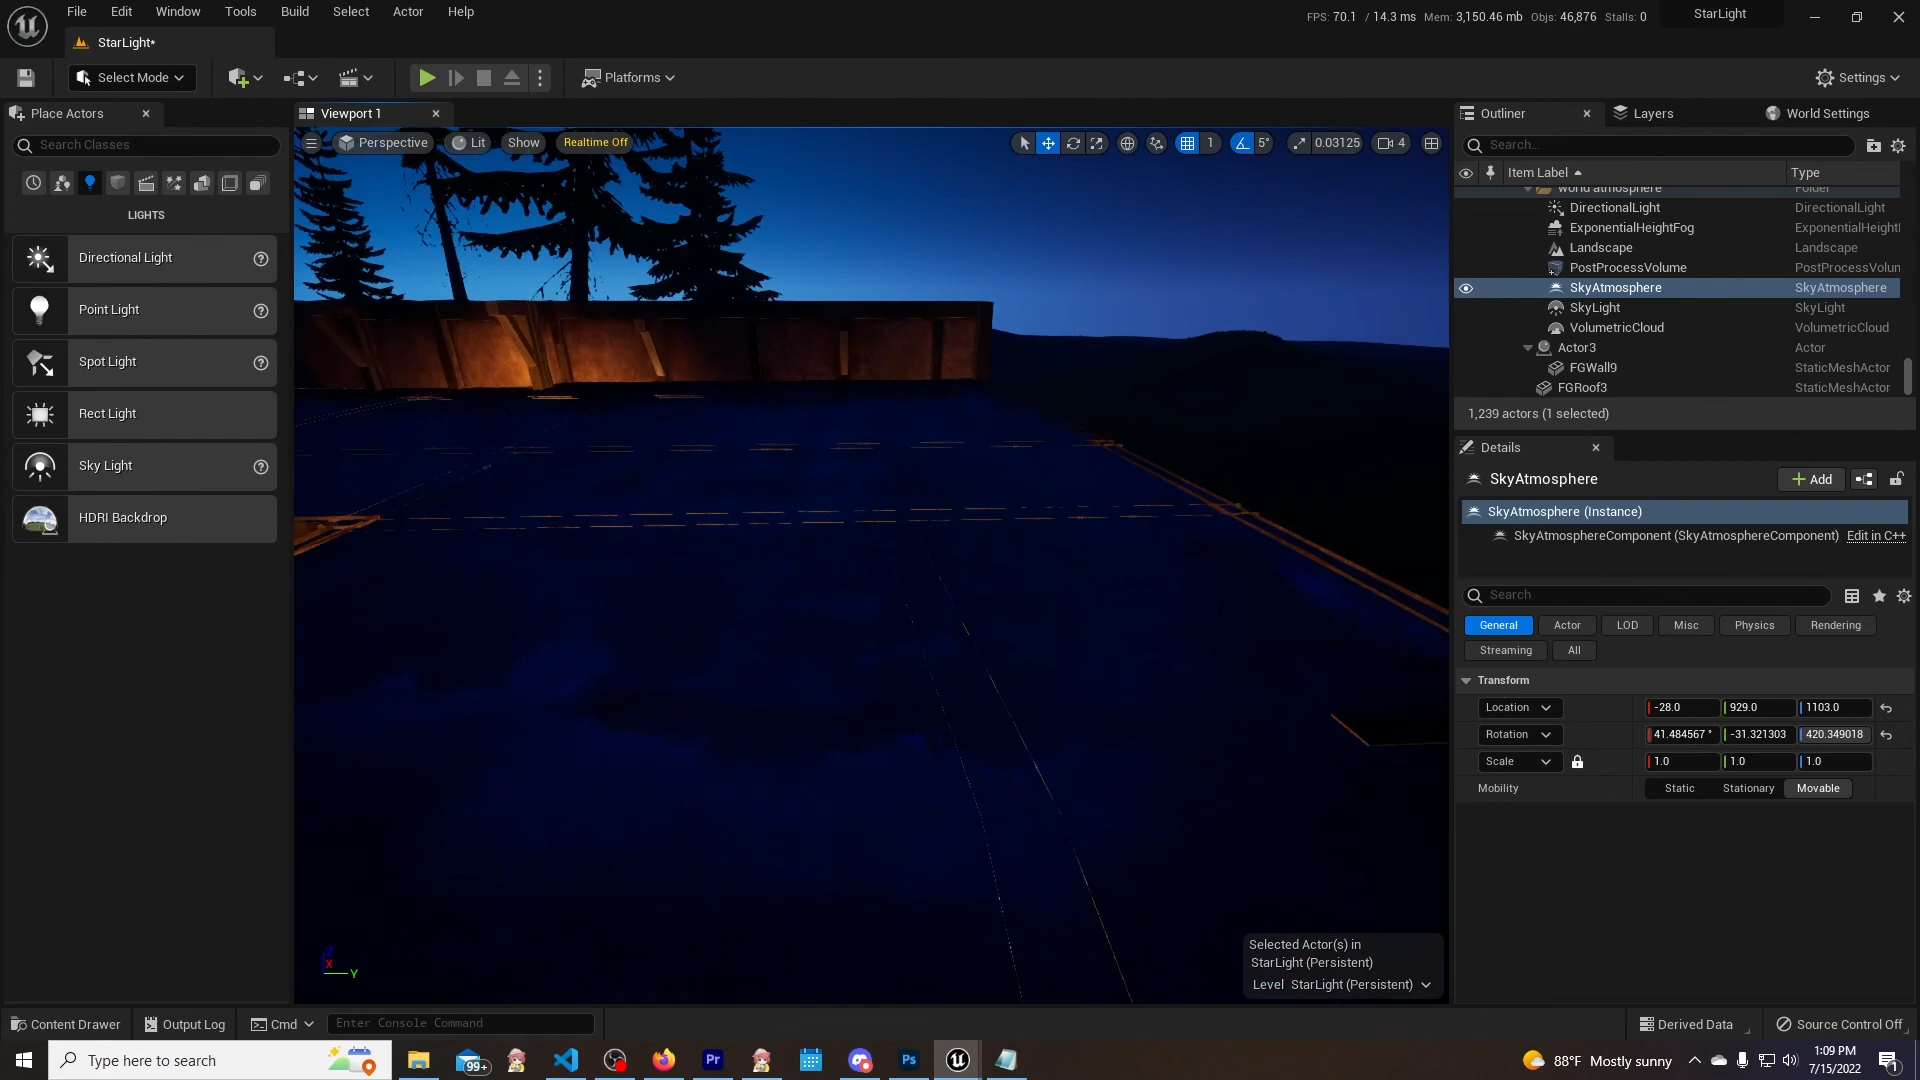 File Edit Window Tools Build Select Actor Help
FPS: 70.1 / 14.3 ms Mem: 3,150.46 mb Objs: 46,876 Stalls: 0
StarLight
StarLight*
Select Mode
Platforms
Settings
Place Actors
Search Classes
LIGHTS
Directional Light
Point Light
Spot Light
Rect Light
Sky Light
HDRI Backdrop
Viewport 1
Perspective Lit Show Realtime Off
1 5° 0.03125 4
Selected Actor(s) in
StarLight (Persistent)
Level StarLight (Persistent)
Outliner Layers World Settings
Search...
Item Label Type
world atmosphere Folder
DirectionalLight DirectionalLight
ExponentialHeightFog ExponentialHeightI
Landscape Landscape
PostProcessVolume PostProcessVolun
SkyAtmosphere SkyAtmosphere
SkyLight SkyLight
VolumetricCloud VolumetricCloud
Actor3 Actor
FGWall9 StaticMeshActor
FGRoof3 StaticMeshActor
1,239 actors (1 selected)
Details
SkyAtmosphere
Add
SkyAtmosphere (Instance)
SkyAtmosphereComponent (SkyAtmosphereComponent) Edit in C++
Search
General Actor LOD Misc Physics Rendering
Streaming All
Transform
Location -28.0 929.0 1103.0
Rotation 41.484567 ° -31.321303 420.349018
Scale 1.0 1.0 1.0
Mobility Static Stationary Movable
X Y Z
Content Drawer Output Log Cmd Enter Console Command
Derived Data Source Control Off
Type here to search
99+
Pr
Ps
88°F Mostly sunny
1:09 PM
7/15/2022
1